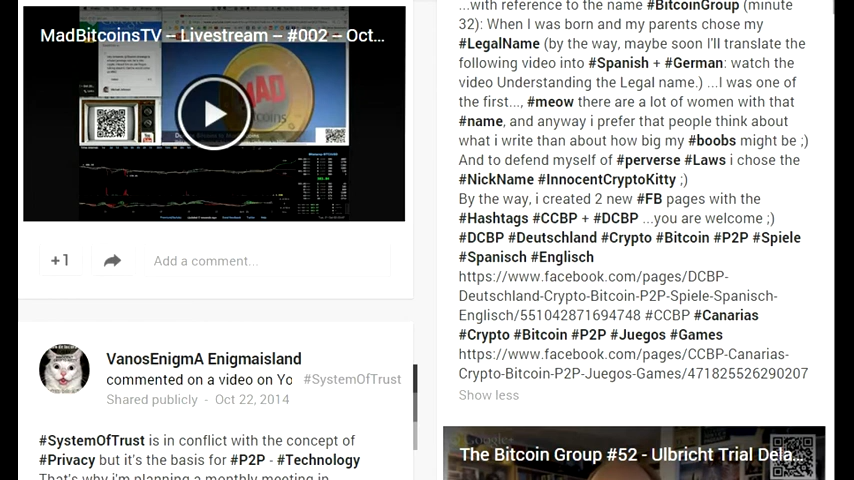 MadBitcoinsTV – Livestream – #002 – Oct...
MAD
+1
Add a comment...
VanosEnigmA Enigmaisland
commented on a video on Yo
#SystemOfTrust
Shared publicly - Oct 22, 2014
#SystemOfTrust is in conflict with the concept of
#Privacy but it's the basis for #P2P - #Technology
That's why i'm planning a monthly meeting in
...with reference to the name #BitcoinGroup (minute
32): When I was born and my parents chose my
#LegalName (by the way, maybe soon I'll translate the
following video into #Spanish + #German: watch the
video Understanding the Legal name.) ...I was one of
the first..., #meow there are a lot of women with that
#name, and anyway i prefer that people think about
what i write than about how big my #boobs might be ;)
And to defend myself of #perverse #Laws i chose the
#NickName #InnocentCryptoKitty ;)
By the way, i created 2 new #FB pages with the
#Hashtags #CCBP + #DCBP ...you are welcome ;)
#DCBP #Deutschland #Crypto #Bitcoin #P2P #Spiele
#Spanisch #Englisch
https://www.facebook.com/pages/DCBP-
Deutschland-Crypto-Bitcoin-P2P-Spiele-Spanisch-
Englisch/551042871694748 #CCBP #Canarias
#Crypto #Bitcoin #P2P #Juegos #Games
https://www.facebook.com/pages/CCBP-Canarias-
Crypto-Bitcoin-P2P-Juegos-Games/471825526290207
Show less
Google+
The Bitcoin Group #52 - Ulbricht Trial Dela...